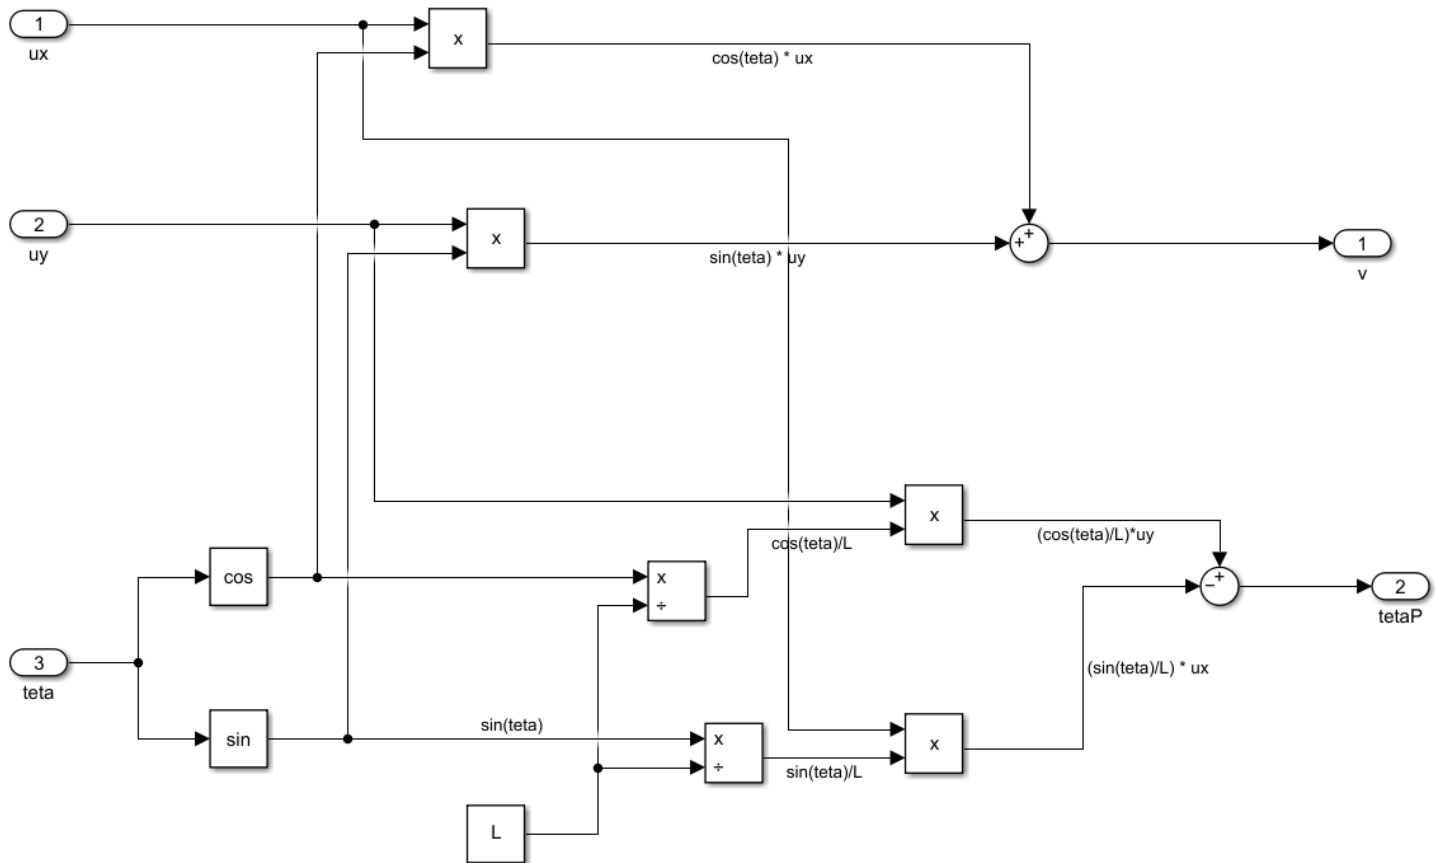 1
ux
x
cos(teta) * ux
2
uy
x
sin(teta) * uy
+
+
1
v
x
cos(teta)/L
(cos(teta)/L)*uy
cos
x
÷
−
+
2
tetaP
3
teta
(sin(teta)/L) * ux
sin
sin(teta)
x
÷
sin(teta)/L
x
L